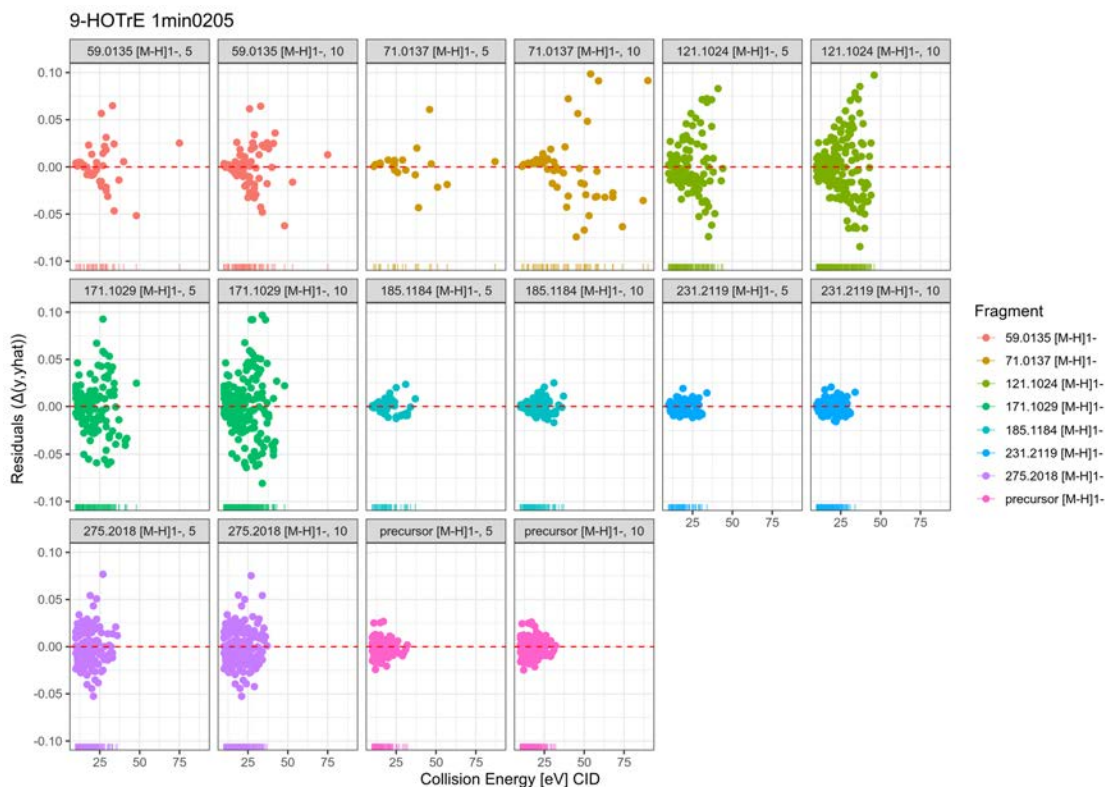 9-HOTrE 1min0205
59.0135 [M-H]1-, 5
59.0135 [M-H]1-, 10
71.0137 [M-H]1-, 5
71.0137 [M-H]1-, 10
121.1024 [M-H]1-, 5
121.1024 [M-H]1-, 10
0.10
0.05
0.00
-0.05
-0.10
171.1029 [M-H]1-, 5
171.1029 [M-H]1-, 10
185.1184 [M-H]1-, 5
185.1184 [M-H]1-, 10
231.2119 [M-H]1-, 5
231.2119 [M-H]1-, 10
0.10
0.05
0.00
-0.05
-0.10
25 50 75
25 50 75
275.2018 [M-H]1-, 5
275.2018 [M-H]1-, 10
precursor [M-H]1-, 5
precursor [M-H]1-, 10
0.10
0.05
0.00
-0.05
-0.10
25 50 75
25 50 75
25 50 75
25 50 75
Collision Energy [eV] CID
Residuals (Δ(y,yhat))
Fragment
59.0135 [M-H]1-
71.0137 [M-H]1-
121.1024 [M-H]1-
171.1029 [M-H]1-
185.1184 [M-H]1-
231.2119 [M-H]1-
275.2018 [M-H]1-
precursor [M-H]1-